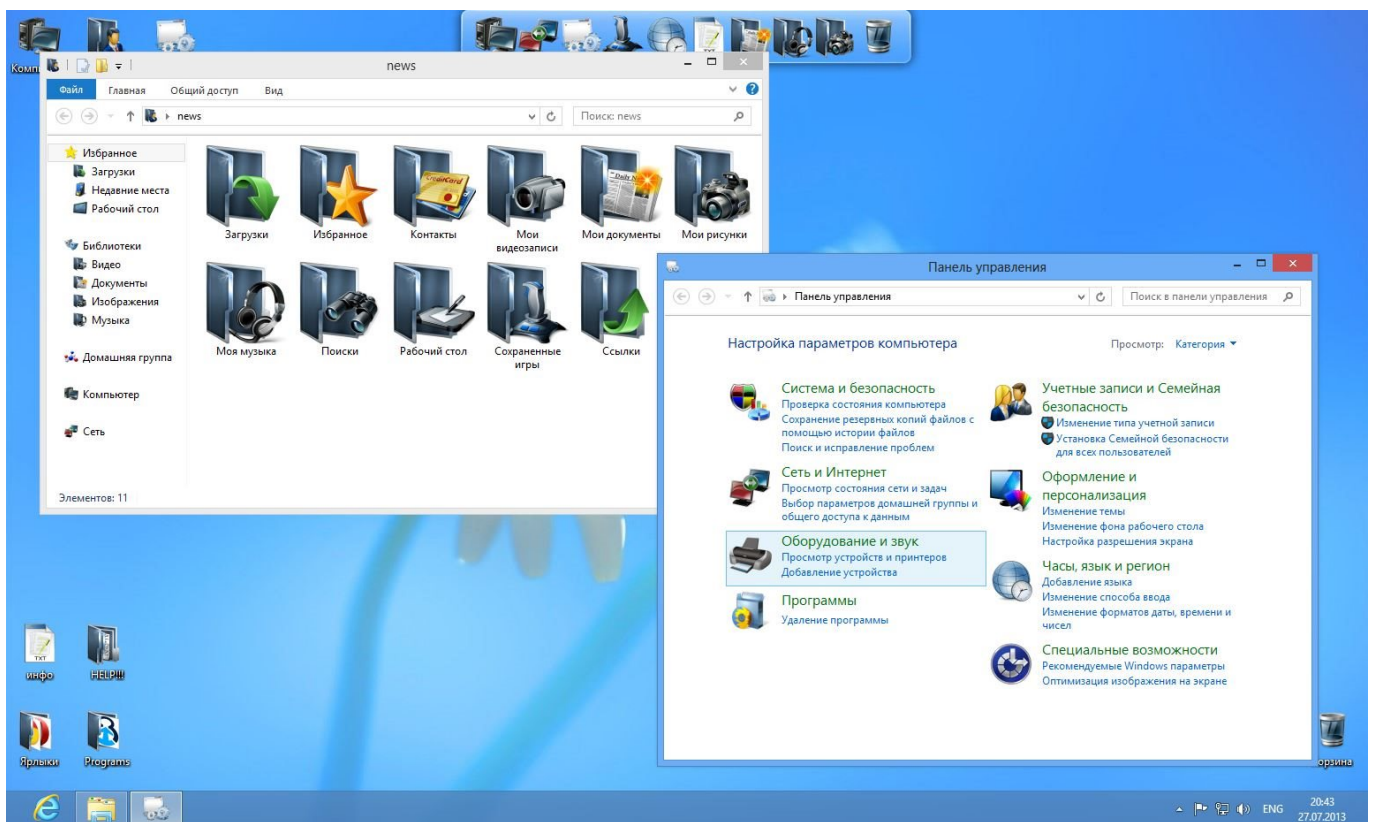 news
Файл Главная Общий доступ Вид
news
Поиск: news
Избранное
Загрузки
Недавние места
Рабочий стол
Библиотеки
Видео
Документы
Изображения
Музыка
Домашняя группа
Компьютер
Сеть
Загрузки Избранное Контакты Мои Мои документы Мои рисунки
видеозаписи
Моя музыка Поиски Рабочий стол Сохраненные Ссылки
игры
Элементов: 11
Панель управления
Панель управления
Поиск в панели управления
Настройка параметров компьютера
Просмотр: Категория
Система и безопасность
Проверка состояния компьютера
Сохранение резервных копий файлов с
помощью истории файлов
Поиск и исправление проблем
Сеть и Интернет
Просмотр состояния сети и задач
Выбор параметров домашней группы и
общего доступа к данным
Оборудование и звук
Просмотр устройств и принтеров
Добавление устройства
Программы
Удаление программы
Учетные записи и Семейная
безопасность
Изменение типа учетной записи
Установка Семейной безопасности
для всех пользователей
Оформление и
персонализация
Изменение темы
Изменение фона рабочего стола
Настройка разрешения экрана
Часы, язык и регион
Добавление языка
Изменение способа ввода
Изменение форматов даты, времени и
чисел
Специальные возможности
Рекомендуемые Windows параметры
Оптимизация изображения на экране
TXT
инфо HELP!!!
Ярлыки Programs
ENG
20:43
27.07.2013